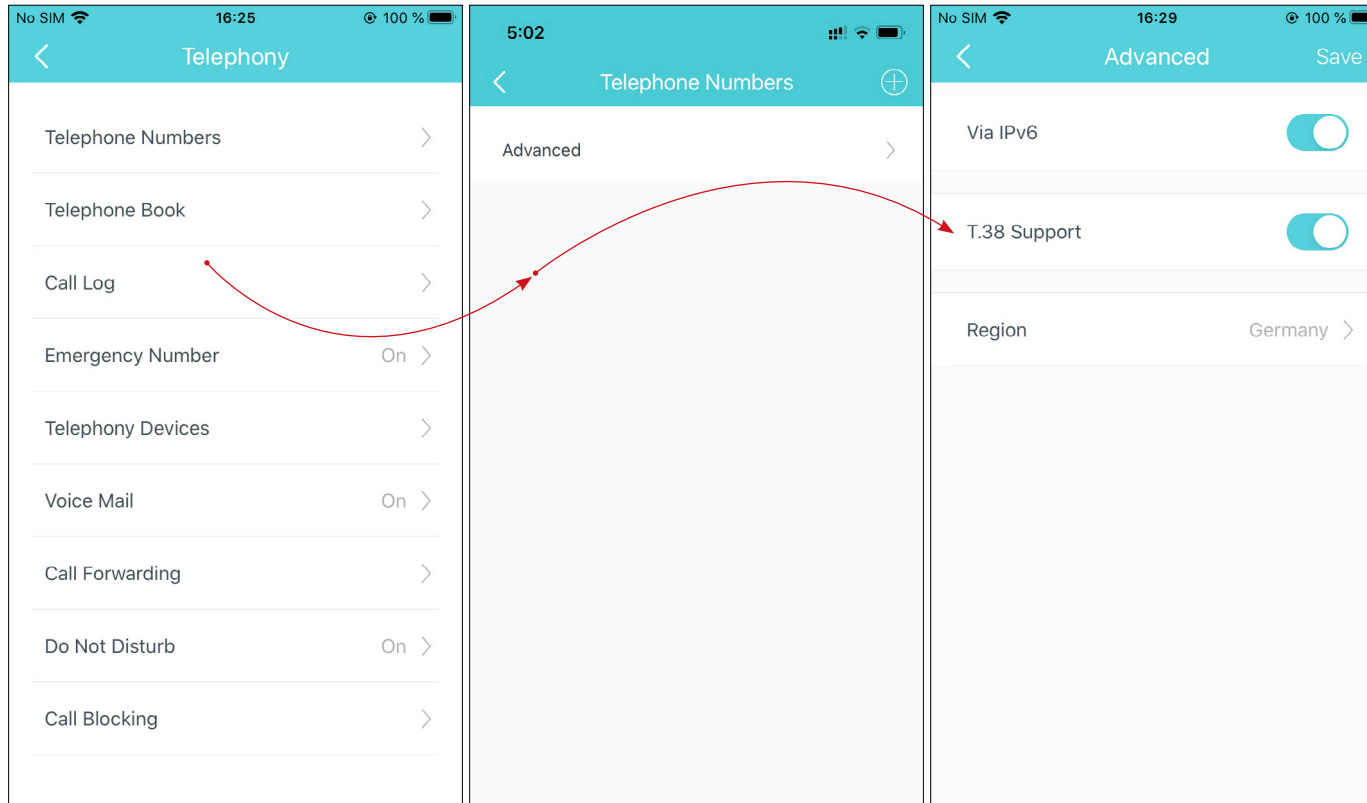 No SIM 16:25 100 %
Telephony
Telephone Numbers
Telephone Book
Call Log
Emergency Number On
Telephony Devices
Voice Mail On
Call Forwarding
Do Not Disturb On
Call Blocking
5:02
Telephone Numbers
Advanced
No SIM 16:29 100 %
Advanced Save
Via IPv6
T.38 Support
Region Germany